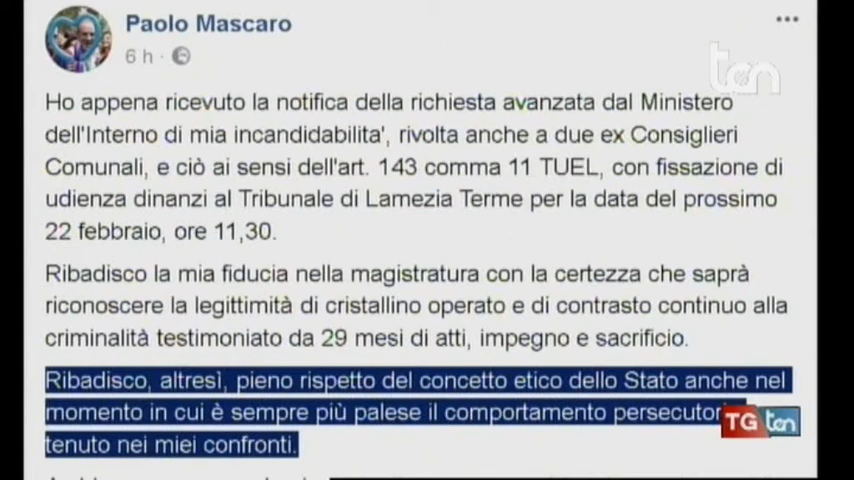 Paolo Mascaro
6 h
ten
Ho appena ricevuto la notifica della richiesta avanzata dal Ministero
dell'Interno di mia incandidabilita', rivolta anche a due ex Consiglieri
Comunali, e ciò ai sensi dell'art. 143 comma 11 TUEL, con fissazione di
udienza dinanzi al Tribunale di Lamezia Terme per la data del prossimo
22 febbraio, ore 11,30.
Ribadisco la mia fiducia nella magistratura con la certezza che saprà
riconoscere la legittimità di cristallino operato e di contrasto continuo alla
criminalità testimoniato da 29 mesi di atti, impegno e sacrificio.
Ribadisco, altresì, pieno rispetto del concetto etico dello Stato anche nel
momento in cui è sempre più palese il comportamento
TG ten
tenuto nei miei confronti.